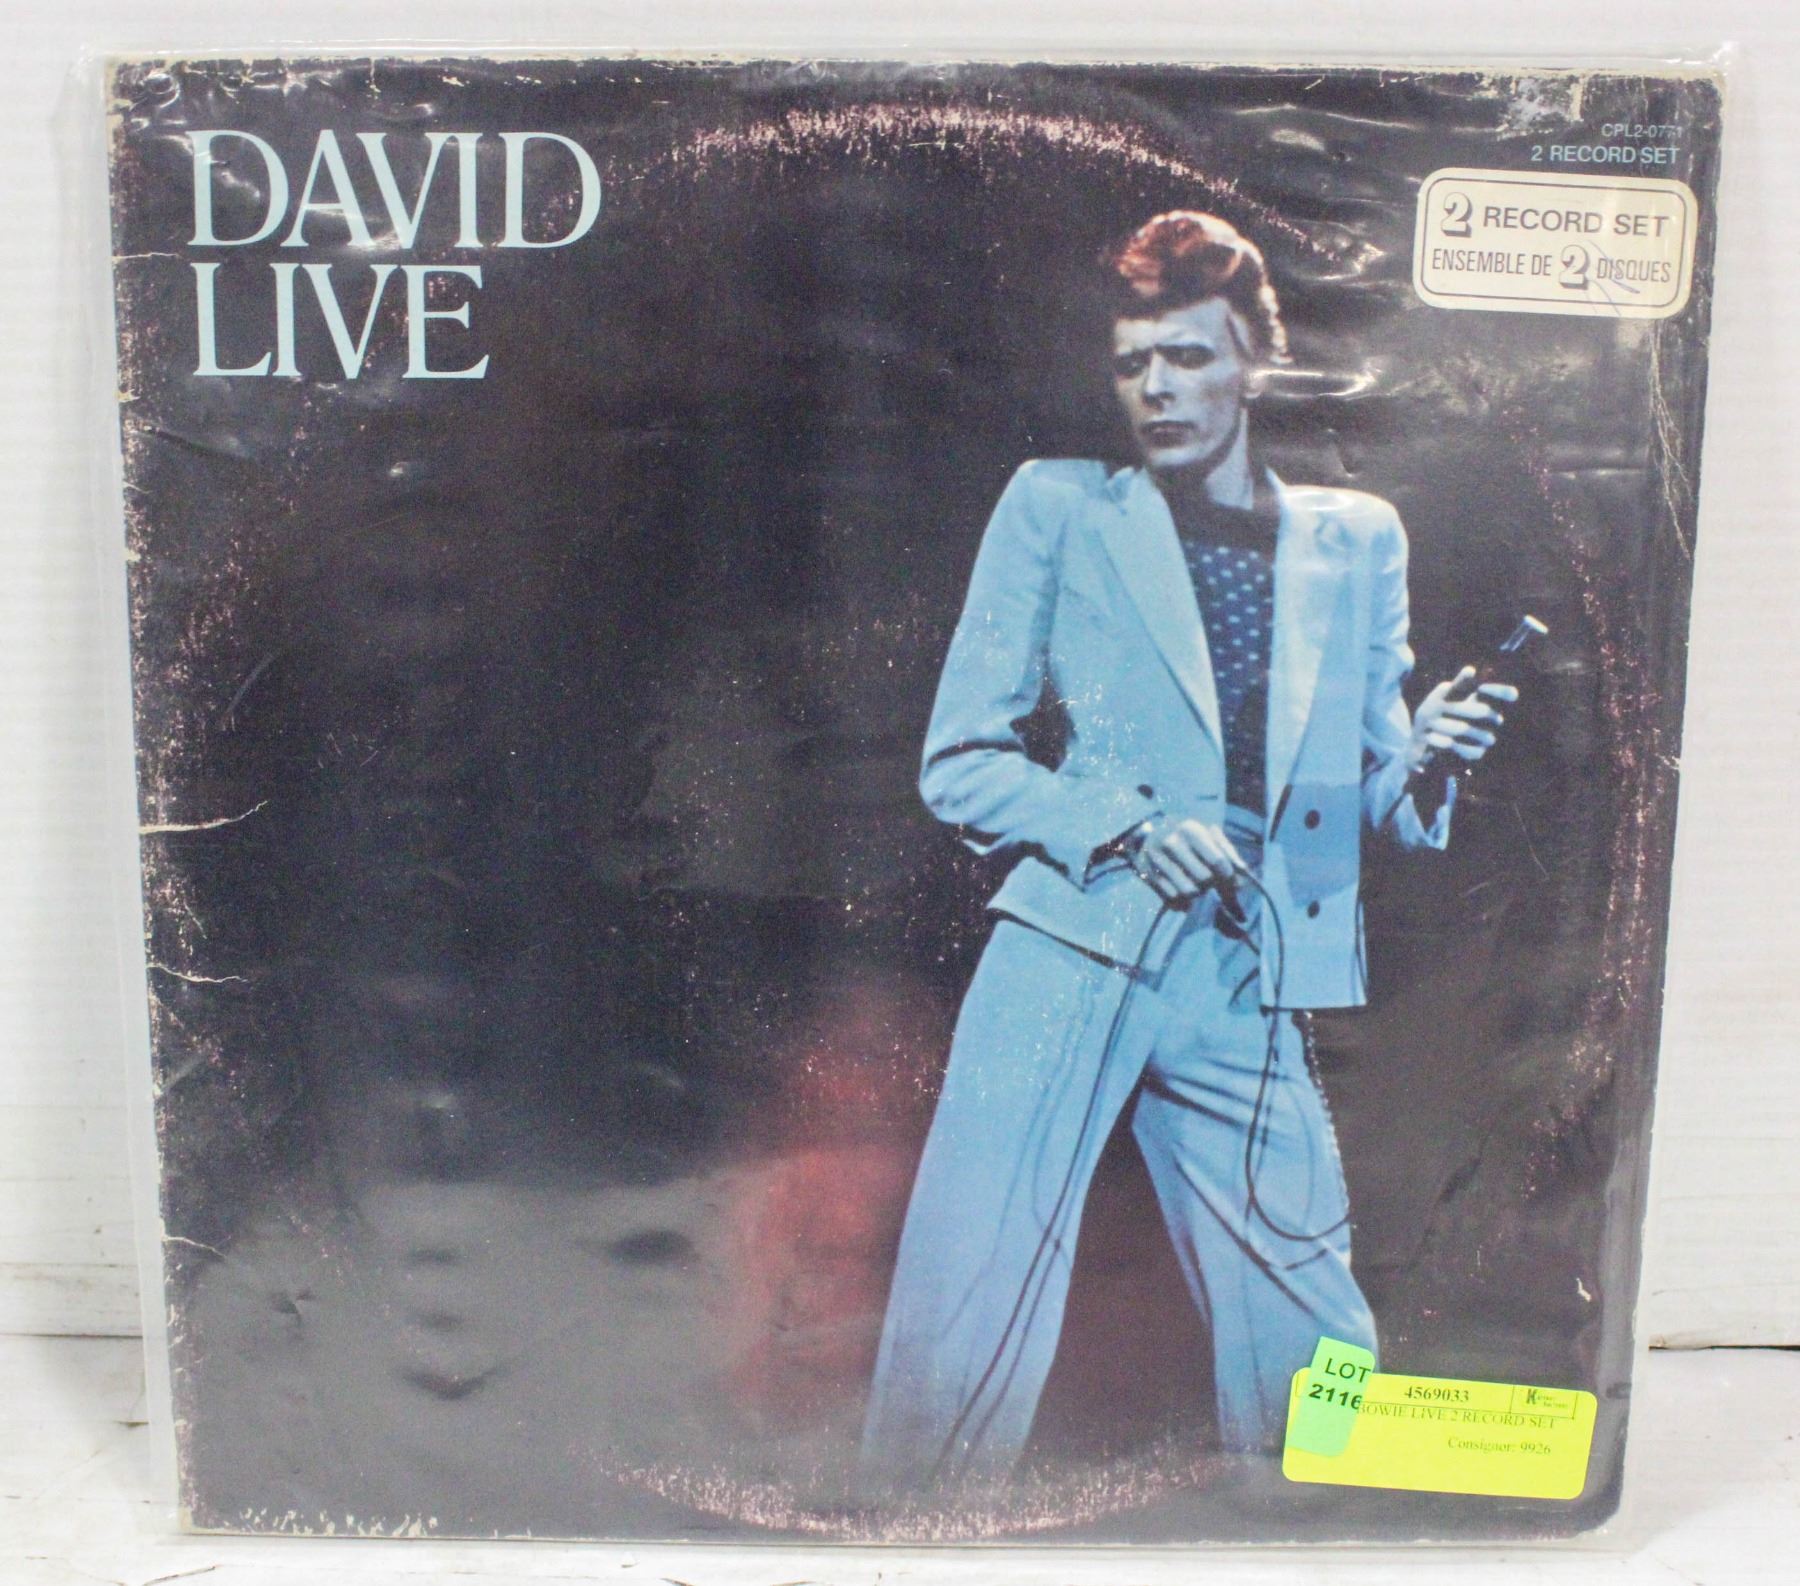 DAVID
LIVE
CPL2-0771
2 RECORD SET
2 RECORD SET
ENSEMBLE DE 2 DISQUES
LOT
2116
4569033
BOWIE LIVE 2 RECORD SET
Consignor: 9926